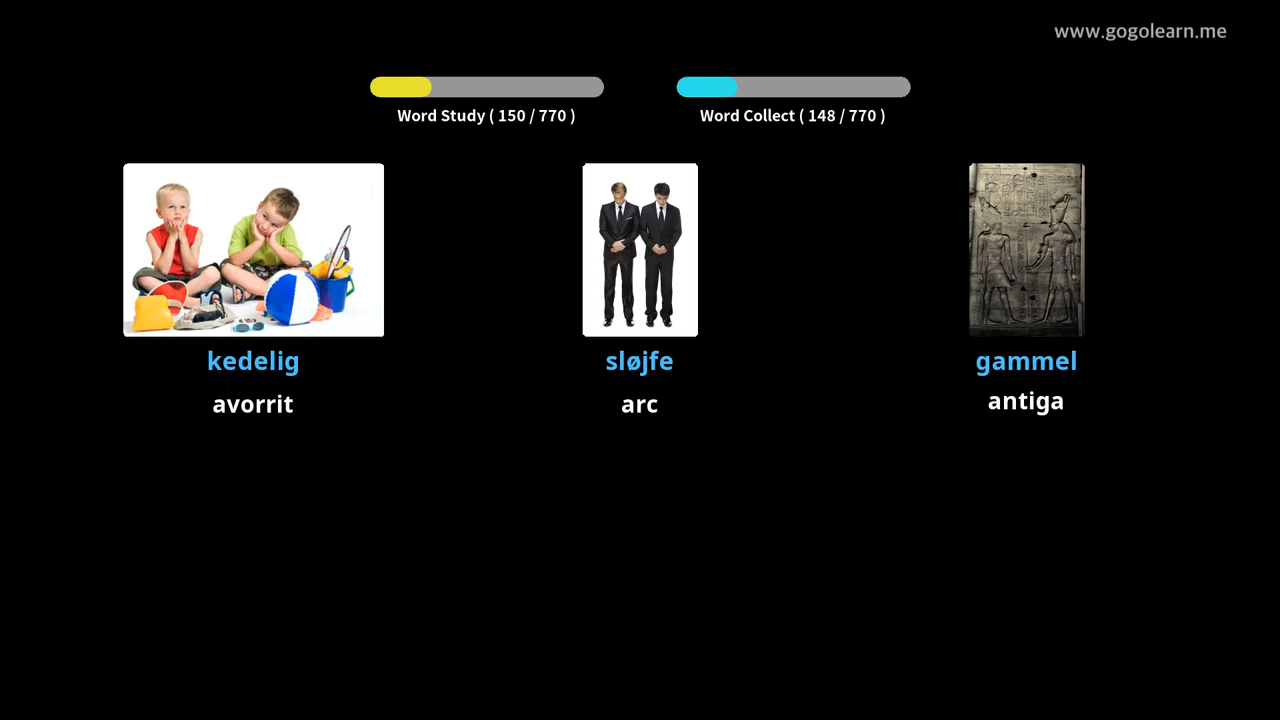 www.gogolearn.me
Word Study ( 150 / 770 )
Word Collect ( 148 / 770 )
kedelig
sløjfe
gammel
avorrit
arc
antiga